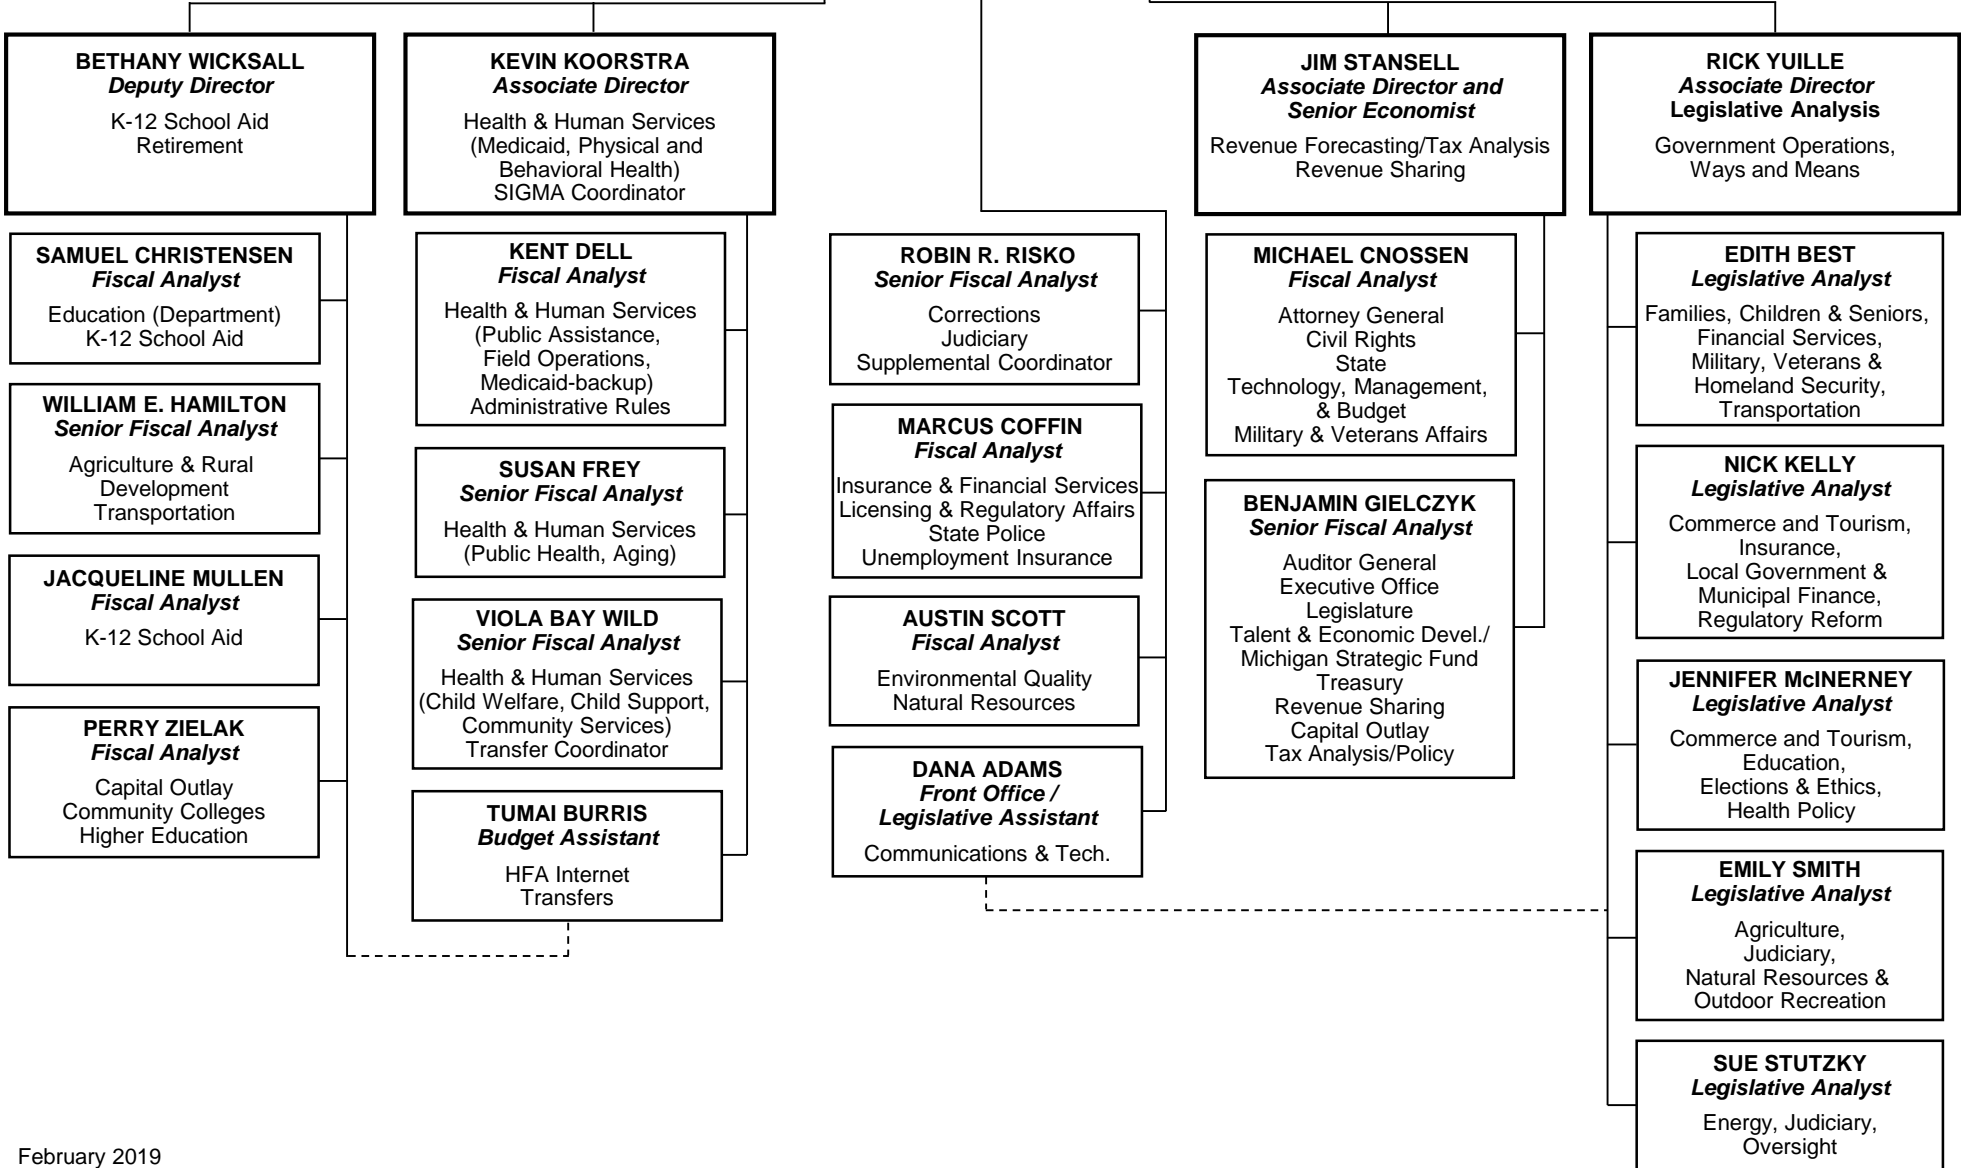 BETHANY WICKSALL
Deputy Director
K-12 School Aid
Retirement
KEVIN KOORSTRA
Associate Director
Health & Human Services
(Medicaid, Physical and
Behavioral Health)
SIGMA Coordinator
JIM STANSELL
Associate Director and
Senior Economist
Revenue Forecasting/Tax Analysis
Revenue Sharing
RICK YUILLE
Associate Director
Legislative Analysis
Government Operations,
Ways and Means
SAMUEL CHRISTENSEN
Fiscal Analyst
Education (Department)
K-12 School Aid
WILLIAM E. HAMILTON
Senior Fiscal Analyst
Agriculture & Rural
Development
Transportation
JACQUELINE MULLEN
Fiscal Analyst
K-12 School Aid
PERRY ZIELAK
Fiscal Analyst
Capital Outlay
Community Colleges
Higher Education
KENT DELL
Fiscal Analyst
Health & Human Services
(Public Assistance,
Field Operations,
Medicaid-backup)
Administrative Rules
SUSAN FREY
Senior Fiscal Analyst
Health & Human Services
(Public Health, Aging)
VIOLA BAY WILD
Senior Fiscal Analyst
Health & Human Services
(Child Welfare, Child Support,
Community Services)
Transfer Coordinator
TUMAI BURRIS
Budget Assistant
HFA Internet
Transfers
ROBIN R. RISKO
Senior Fiscal Analyst
Corrections
Judiciary
Supplemental Coordinator
MARCUS COFFIN
Fiscal Analyst
Insurance & Financial Services
Licensing & Regulatory Affairs
State Police
Unemployment Insurance
AUSTIN SCOTT
Fiscal Analyst
Environmental Quality
Natural Resources
DANA ADAMS
Front Office /
Legislative Assistant
Communications & Tech.
MICHAEL CNOSSEN
Fiscal Analyst
Attorney General
Civil Rights
State
Technology, Management,
& Budget
Military & Veterans Affairs
BENJAMIN GIELCZYK
Senior Fiscal Analyst
Auditor General
Executive Office
Legislature
Talent & Economic Devel./
Michigan Strategic Fund
Treasury
Revenue Sharing
Capital Outlay
Tax Analysis/Policy
EDITH BEST
Legislative Analyst
Families, Children & Seniors,
Financial Services,
Military, Veterans &
Homeland Security,
Transportation
NICK KELLY
Legislative Analyst
Commerce and Tourism,
Insurance,
Local Government &
Municipal Finance,
Regulatory Reform
JENNIFER McINERNEY
Legislative Analyst
Commerce and Tourism,
Education,
Elections & Ethics,
Health Policy
EMILY SMITH
Legislative Analyst
Agriculture,
Judiciary,
Natural Resources &
Outdoor Recreation
SUE STUTZKY
Legislative Analyst
Energy, Judiciary,
Oversight
February 2019